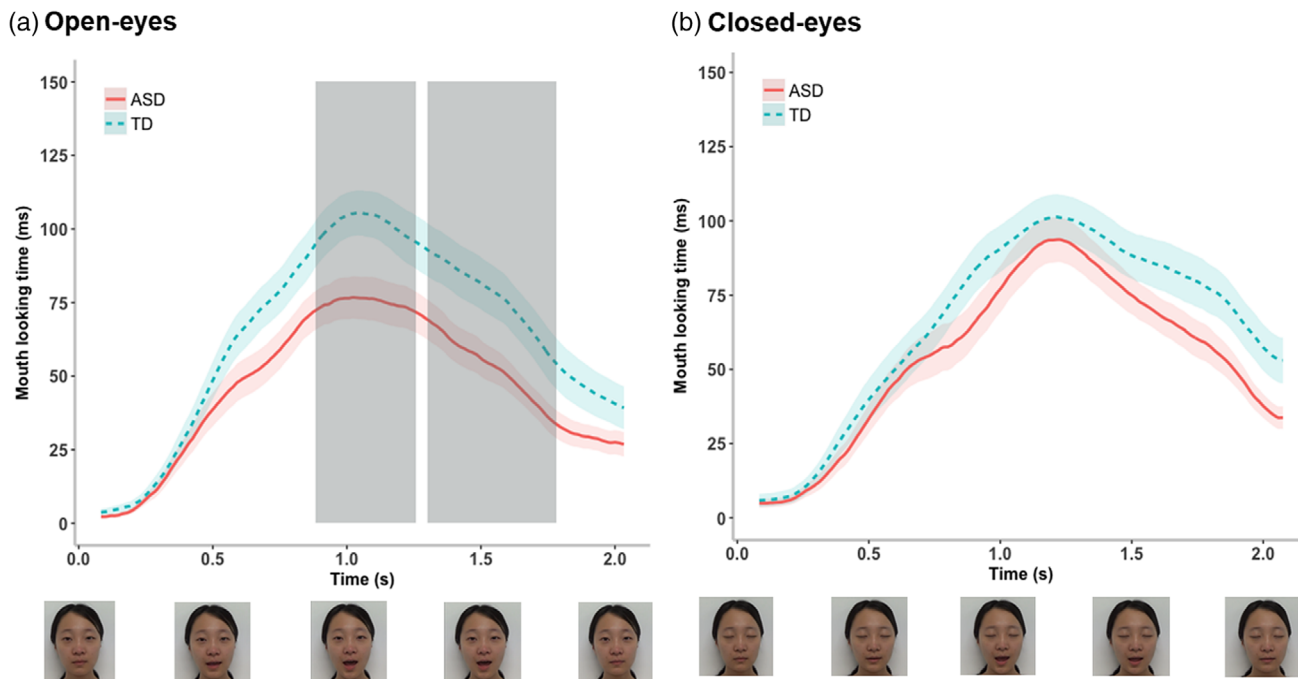 (a) Open-eyes
Mouth looking time (ms)
150
125
100
75
50
25
0
ASD
TD
0.0 0.5 1.0 1.5 2.0
Time (s)
(b) Closed-eyes
Mouth looking time (ms)
150
125
100
75
50
25
0
ASD
TD
0.0 0.5 1.0 1.5 2.0
Time (s)